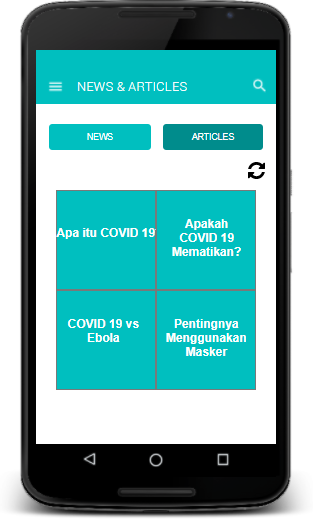 NEWS & ARTICLES
NEWS
ARTICLES
Apa itu COVID 19
Apakah
COVID 19
Mematikan?
COVID 19 vs
Ebola
Pentingnya
Menggunakan
Masker